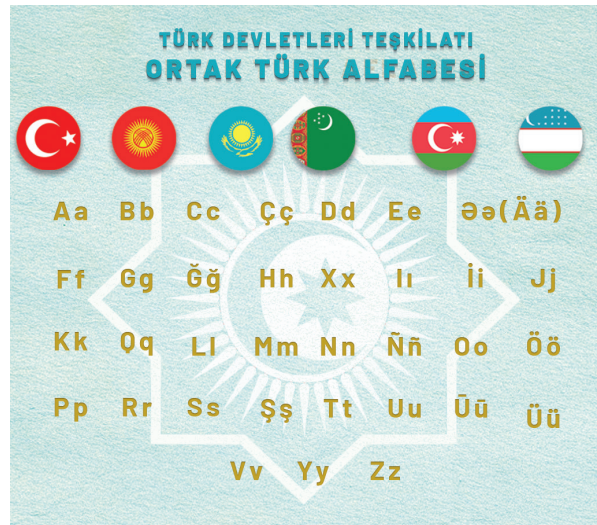 TÜRK DEVLETLERİ TEŞKİLATI
ORTAK TÜRK ALFABESİ
Aa Bb Cc Çç Dd Ee Əə(Ää)
Ff Gg Ğğ Hh Xx Iı İi Jj
Kk Qq Ll Mm Nn Ññ Oo Öö
Pp Rr Ss Şş Tt Uu Ūū Üü
Vv Yy Zz